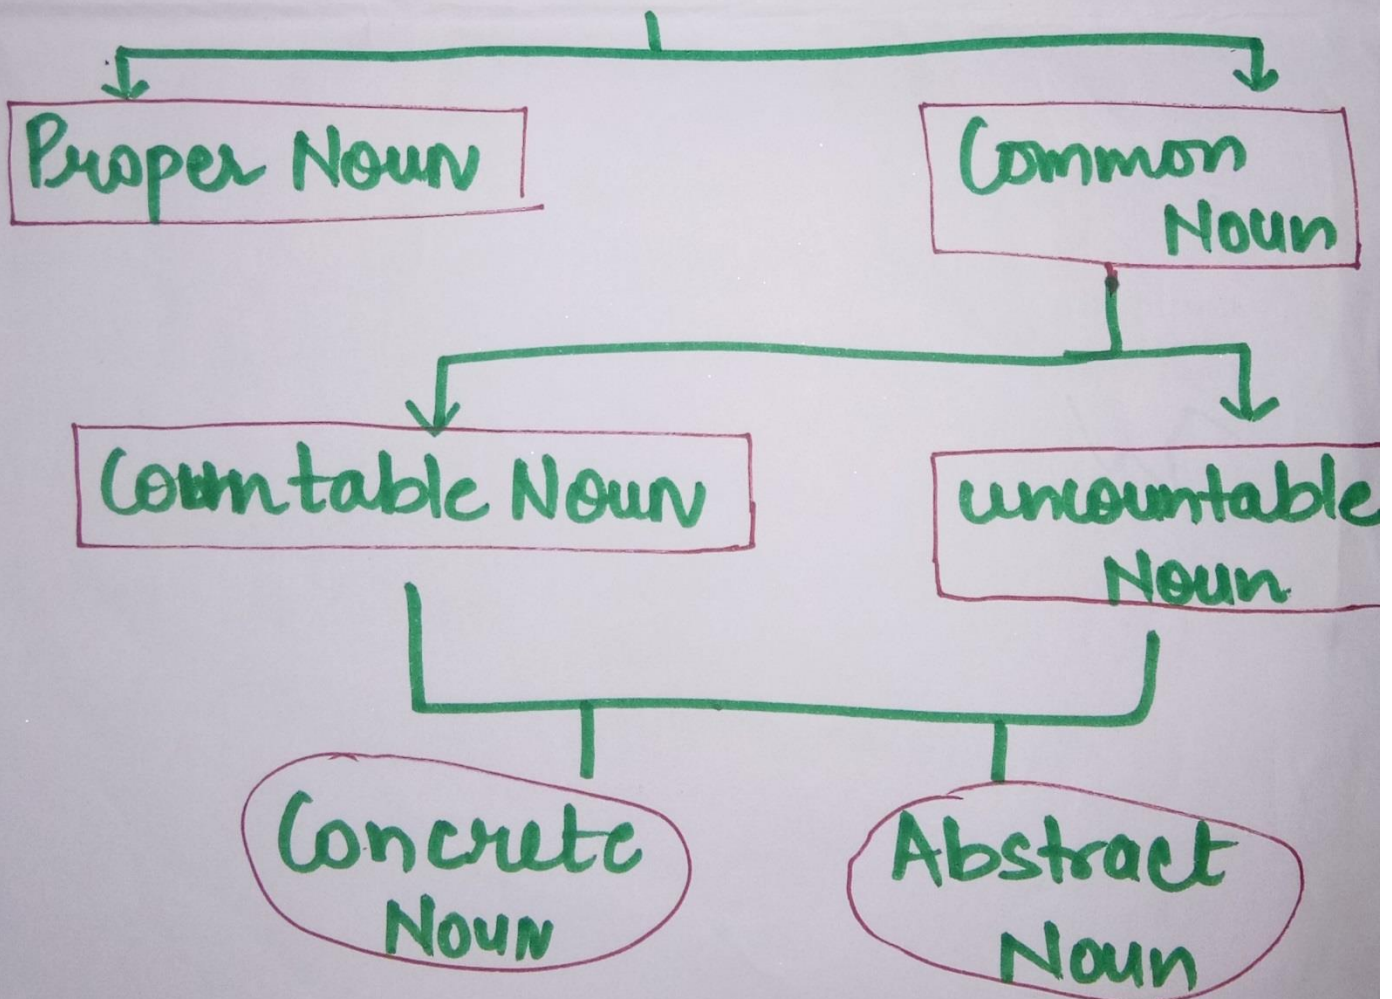 Proper Noun
Common
Noun
Countable Noun
uncountable
Noun
Concrete
Noun
Abstract
Noun